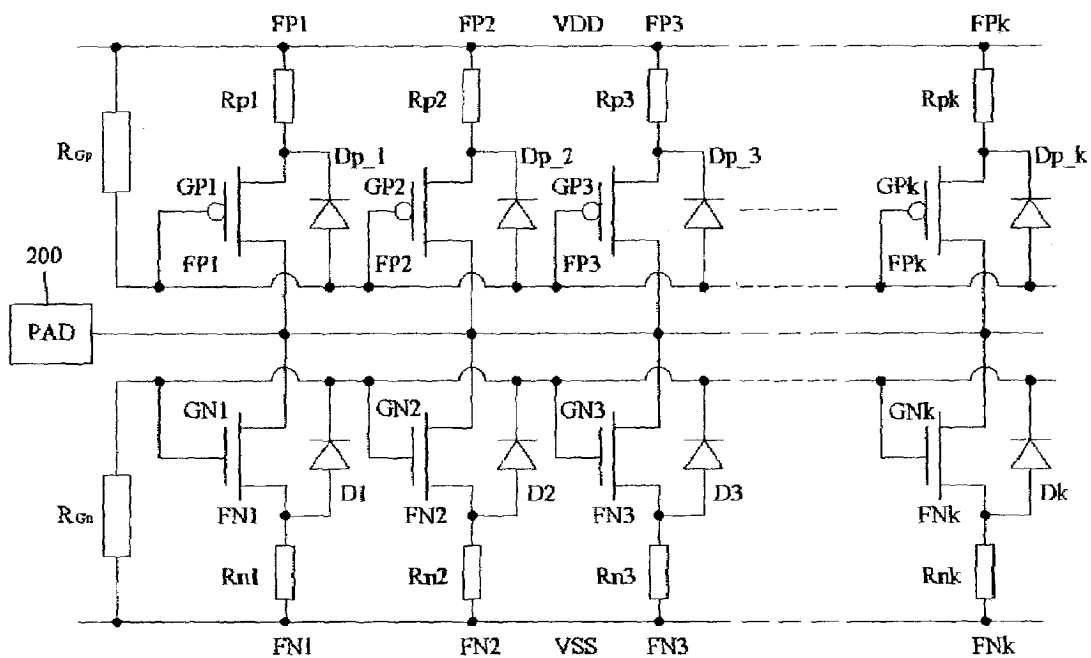 FP1 FP2 VDD FP3 FPk
Rp1 Rp2 Rp3 Rpk
RGp
Dp_1 Dp_2 Dp_3 Dp_k
GP1 GP2 GP3 GPk
FP1 FP2 FP3 FPk
200
PAD
GN1 GN2 GN3 GNk
RGn
D1 D2 D3 Dk
FN1 FN2 FN3 FNk
Rn1 Rn2 Rn3 Rnk
FN1 FN2 VSS FN3 FNk